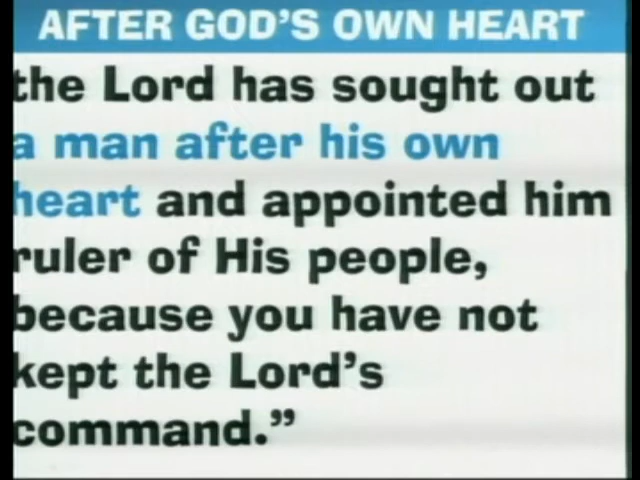 AFTER GOD'S OWN HEART
the Lord has sought out
a man after his own
heart and appointed him
ruler of His people,
because you have not
kept the Lord's
command.”